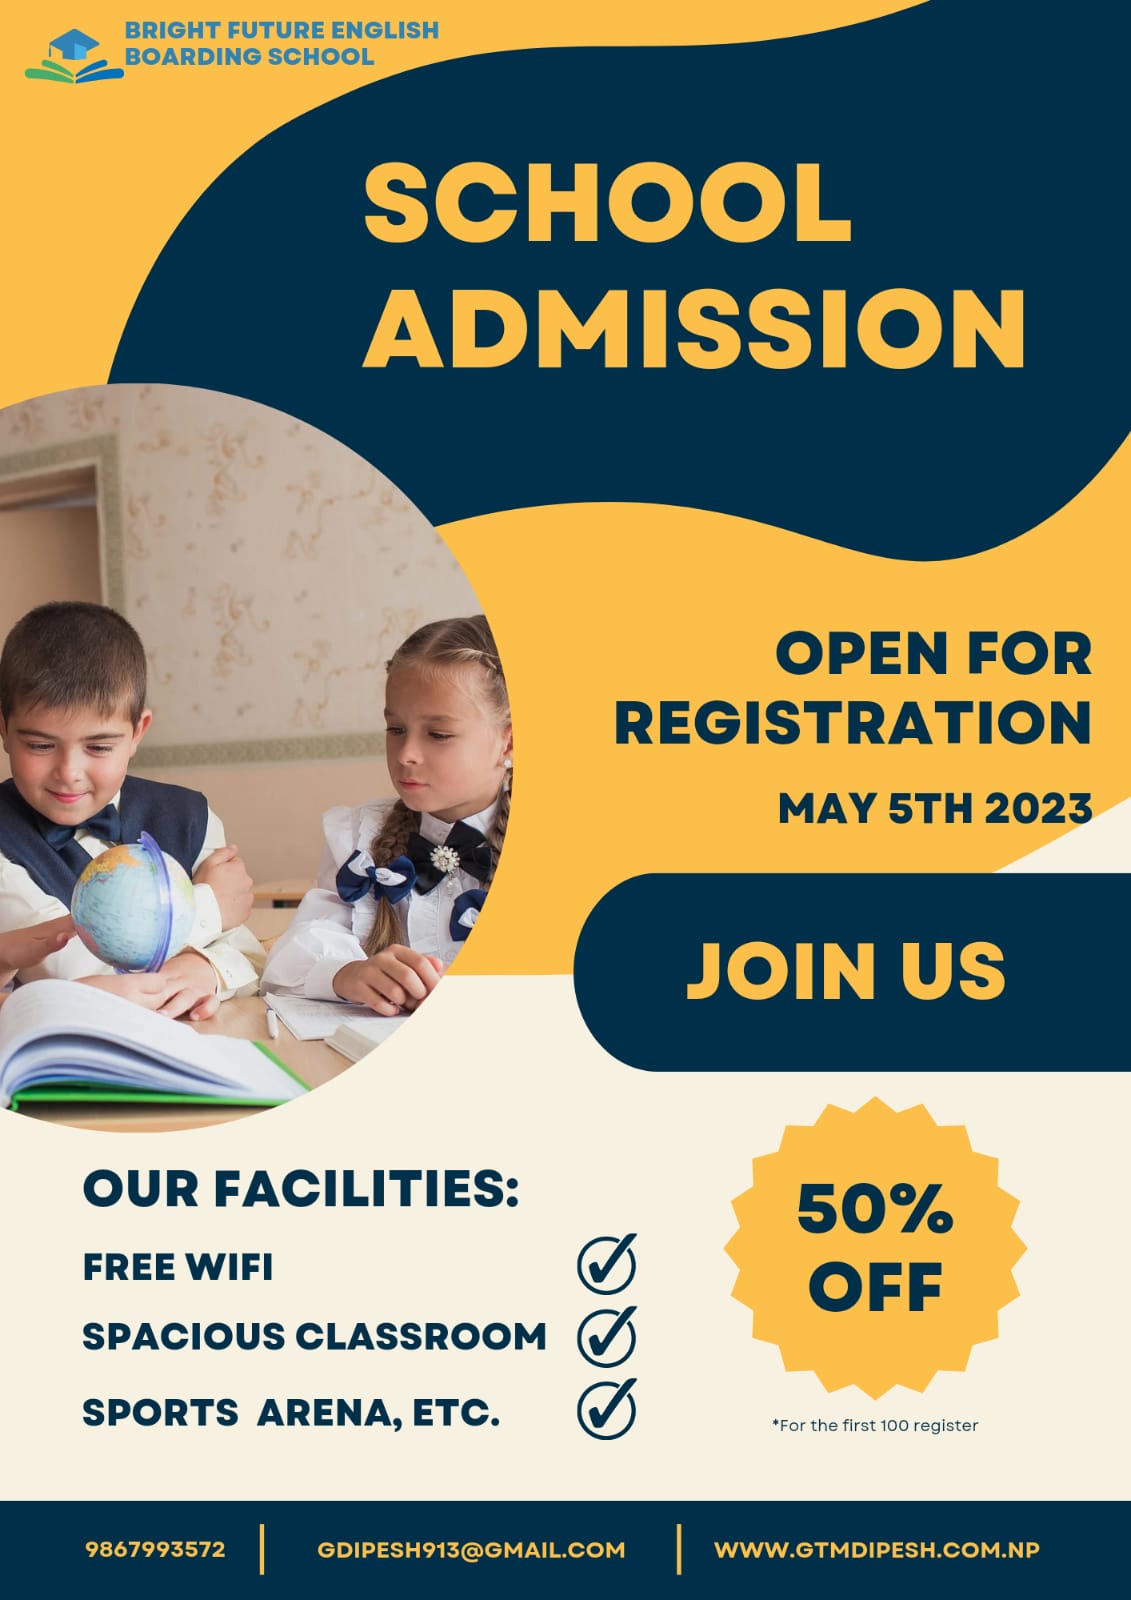 BRIGHT FUTURE ENGLISH
BOARDING SCHOOL
SCHOOL
ADMISSION
OPEN FOR
REGISTRATION
MAY 5TH 2023
JOIN US
OUR FACILITIES:
FREE WIFI
SPACIOUS CLASSROOM
SPORTS ARENA, ETC.
50%
OFF
*For the first 100 register
9867993572
GDIPESH913@GMAIL.COM
WWW.GTMDIPESH.COM.NP